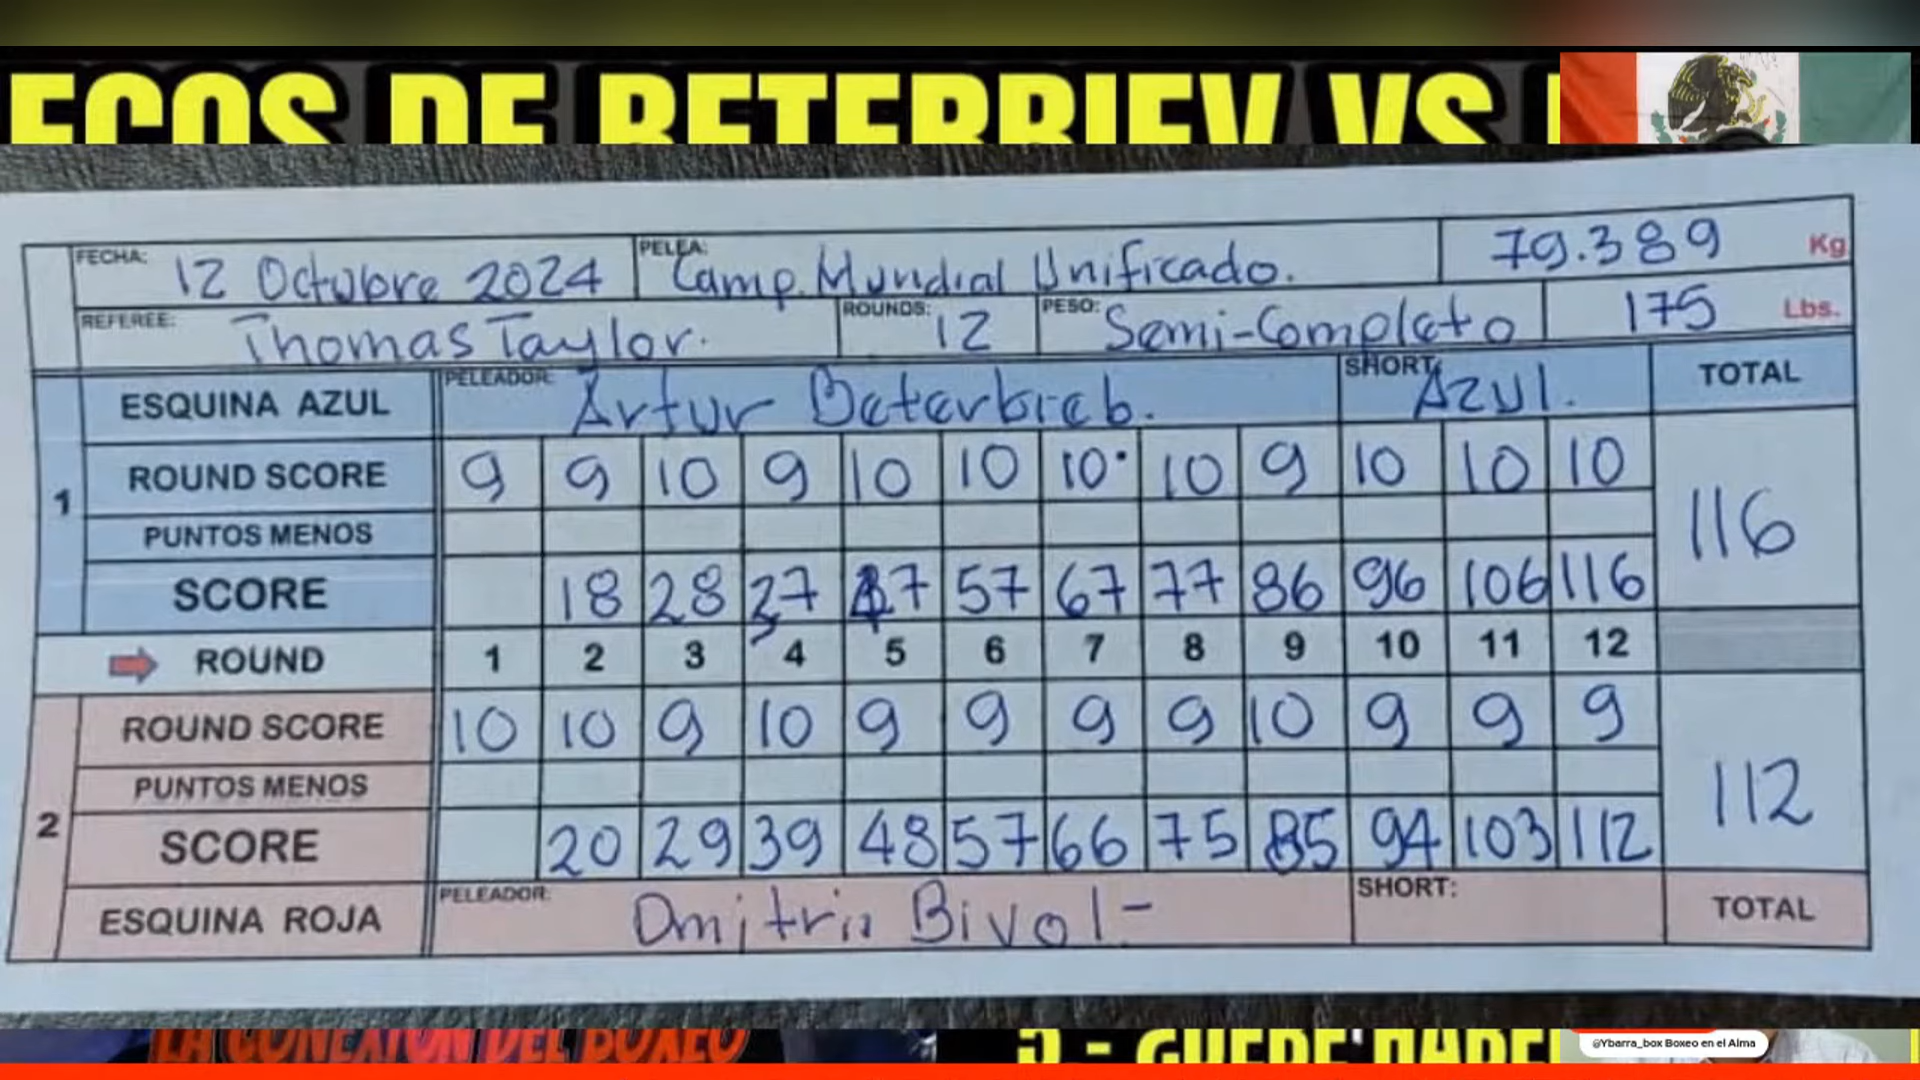 ECOS DE BETERBIEV VS
FECHA: 12 Octubre 2024 PELEA: Camp. Mundial Unificado. 79.389 Kg
REFEREE: Thomas Taylor. ROUNDS: 12 PESO: Semi-Completo 175 Lbs.
1 ESQUINA AZUL PELEADOR: Artur Beterbieb. SHORT: Azul. TOTAL
ROUND SCORE 9 9 10 9 10 10 10 10 9 10 10 10 116
PUNTOS MENOS
SCORE 18 28 37 47 57 67 77 86 96 106 116
ROUND 1 2 3 4 5 6 7 8 9 10 11 12
2 ROUND SCORE 10 10 9 10 9 9 9 9 10 9 9 9 112
PUNTOS MENOS
SCORE 20 29 39 48 57 66 75 85 94 103 112
ESQUINA ROJA PELEADOR: Dmitrii Bivol- SHORT: TOTAL
LA CONEXION DEL BOXEO
@Ybarra_box Boxeo en el Alma